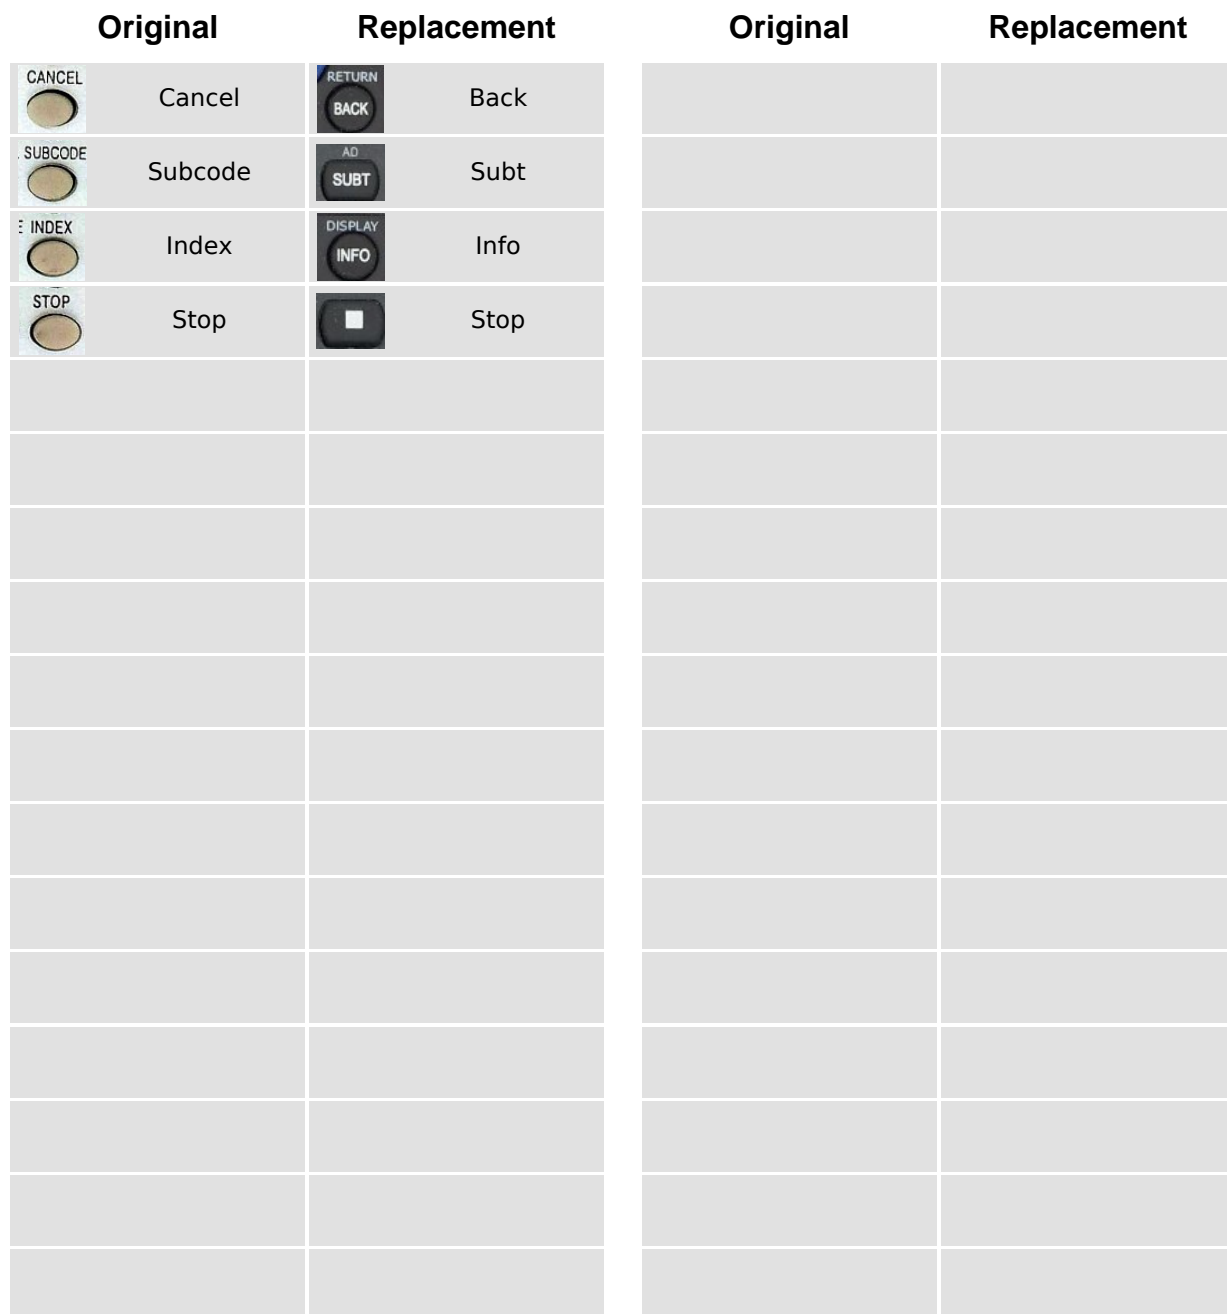 Original Replacement Original Replacement
CANCEL Cancel RETURN BACK Back
. SUBCODE Subcode AD SUBT Subt
E INDEX Index DISPLAY INFO Info
STOP Stop Stop